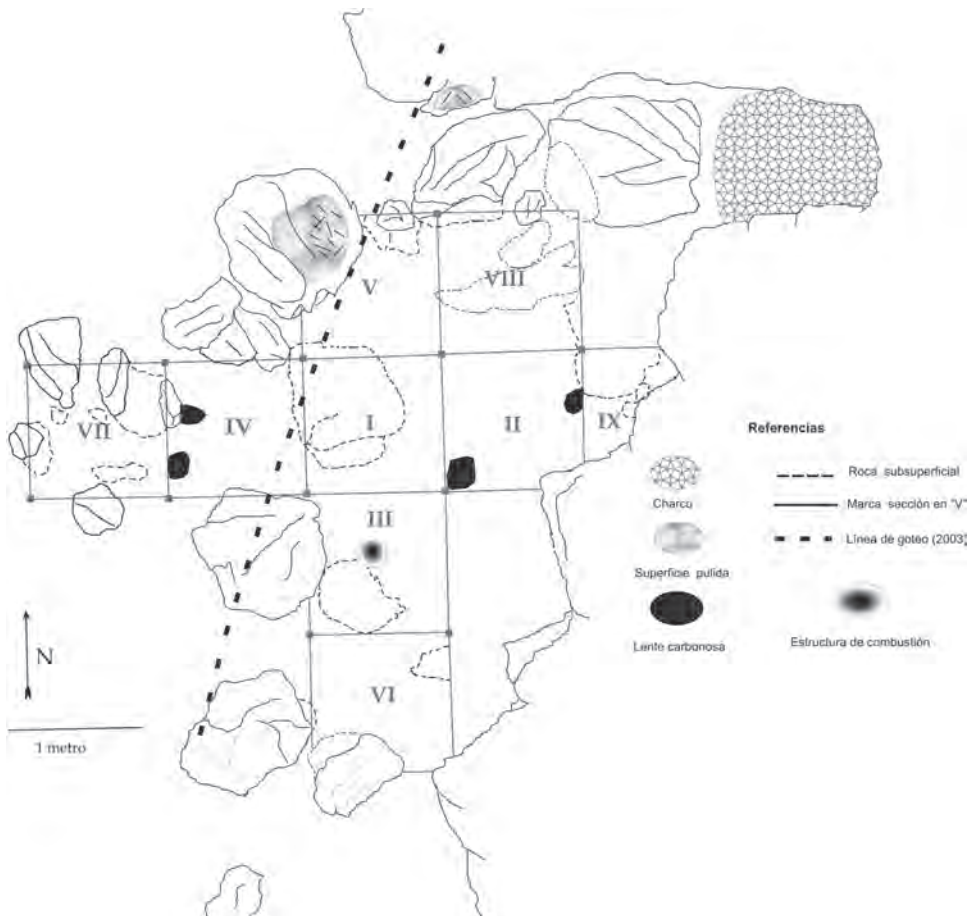 V
VIII
VII
IV
I
II
IX
III
VI
N
1 metro
Referencias
Charco
Superficie pulida
Lente carbonosa
Roca subsuperficial
Marca sección en "V"
Línea de goteo (2003)
Estructura de combustión